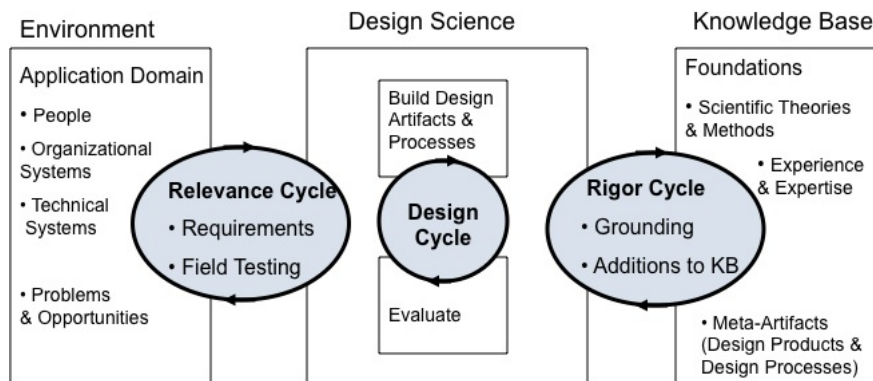 Environment
Application Domain
• People
• Organizational
Systems
• Technical
Systems
• Problems
& Opportunities
Relevance Cycle
• Requirements
• Field Testing
Design Science
Build Design
Artifacts &
Processes
Design
Cycle
Evaluate
Rigor Cycle
• Grounding
• Additions to KB
Knowledge Base
Foundations
• Scientific Theories
& Methods
• Experience
& Expertise
• Meta-Artifacts
(Design Products &
Design Processes)